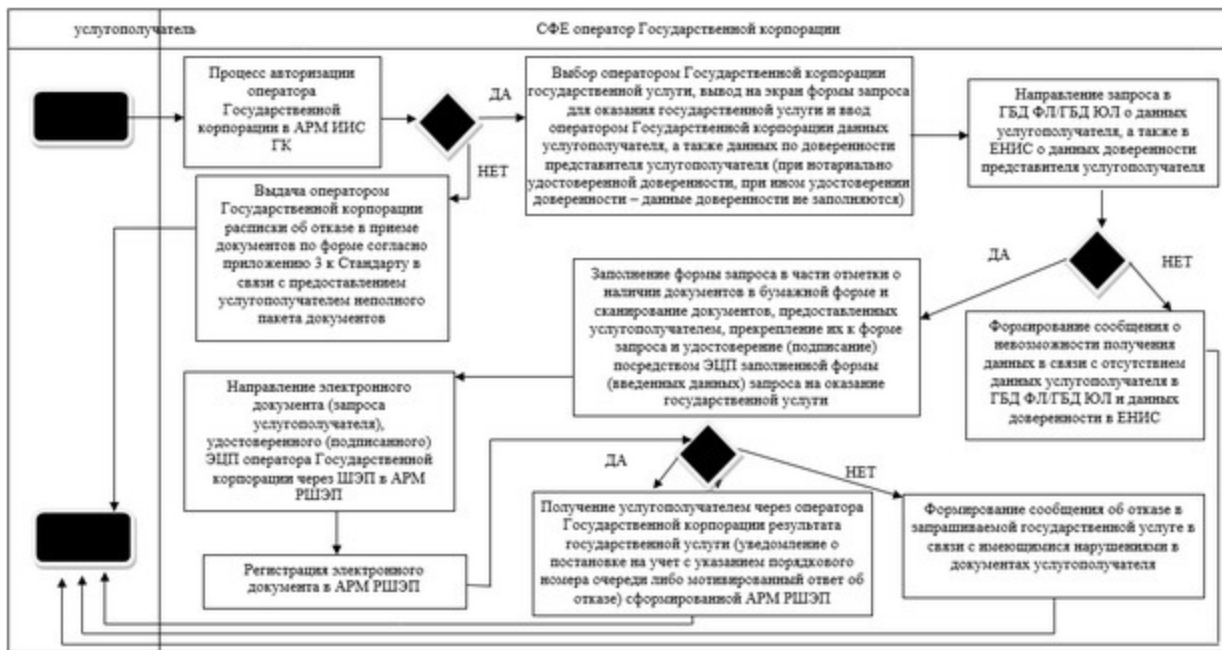 услугополучатель
СФЕ оператор Государственной корпорации
Процесс авторизации
оператора
Государственной
корпорации в АРМ ИИС
ГК
ДА
НЕТ
Выбор оператором Государственной корпорации
государственной услуги, вывод на экран формы запроса
для оказания государственной услуги и ввод
оператором Государственной корпорации данных
услугополучателя, а также данных по доверенности
представителя услугополучателя (при нотариально
удостоверенной доверенности, при ином удостоверении
доверенности – данные доверенности не заполняются)
Направление запроса в
ГБД ФЛ/ГБД ЮЛ о данных
услугополучателя, а также в
ЕНИС о данных доверенности
представителя услугополучателя
Выдача оператором
Государственной корпорации
расписки об отказе в приеме
документов по форме согласно
приложению 3 к Стандарту в
связи с предоставлением
услугополучателем неполного
пакета документов
ДА
НЕТ
Заполнение формы запроса в части отметки о
наличии документов в бумажной форме и
сканирование документов, предоставленных
услугополучателем, прекрепление их к форме
запроса и удостоверение (подписание)
посредством ЭЦП заполненной формы
(введенных данных) запроса на оказание
государственной услуги
Формирование сообщения о
невозможности получения
данных в связи с отсутствием
данных услугополучателя в
ГБД ФЛ/ГБД ЮЛ и данных
доверенности в ЕНИС
Направление электронного
документа (запроса
услугополучателя),
удостоверенного (подписанного)
ЭЦП оператора Государственной
корпорации через ШЭП в АРМ
РШЭП
ДА
НЕТ
Получение услугополучателем через оператора
Государственной корпорации результата
государственной услуги (уведомление о
постановке на учет с указанием порядкового
номера очереди либо мотивированный ответ об
отказе) сформированной АРМ РШЭП
Формирование сообщения об отказе в
запрашиваемой государственной услуге в
связи с имеющимися нарушениями в
документах услугополучателя
Регистрация электронного
документа в АРМ РШЭП